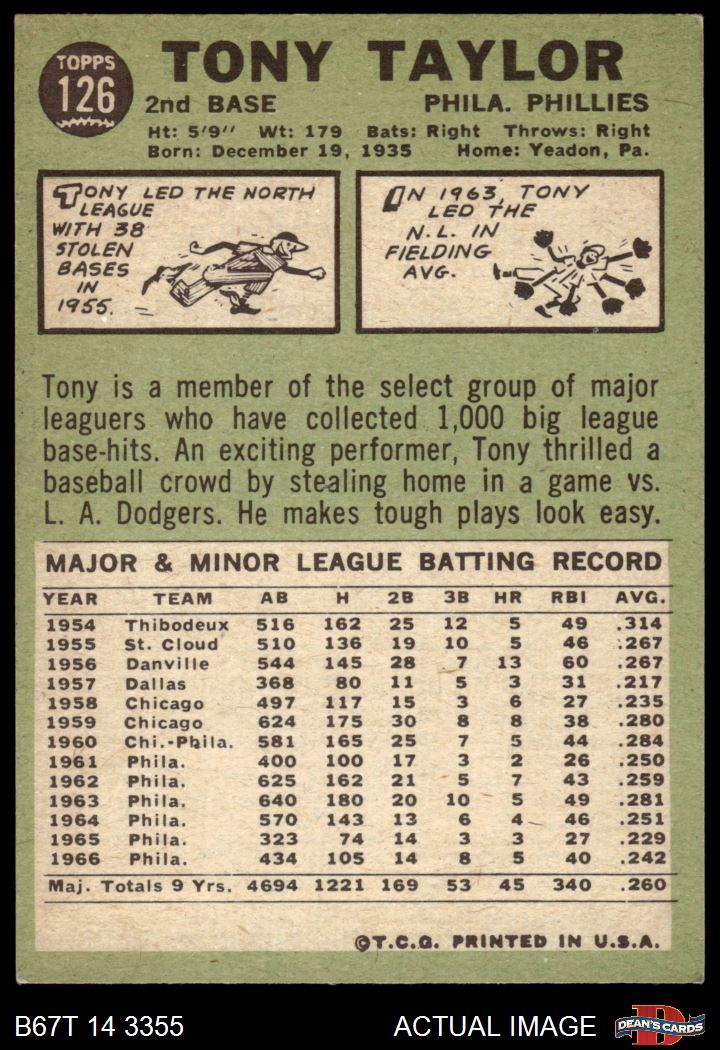 TOPPS
126
TONY TAYLOR
2nd BASE PHILA. PHILLIES
Ht: 5'9'' Wt: 179 Bats: Right Throws: Right
Born: December 19, 1935 Home: Yeadon, Pa.
TONY LED THE NORTH
LEAGUE
WITH 38
STOLEN
BASES
IN
1955.
IN 1963, TONY
LED THE
N.L. IN
FIELDING
AVG.
Tony is a member of the select group of major
leaguers who have collected 1,000 big league
base-hits. An exciting performer, Tony thrilled a
baseball crowd by stealing home in a game vs.
L. A. Dodgers. He makes tough plays look easy.
MAJOR & MINOR LEAGUE BATTING RECORD
YEAR TEAM AB H 2B 3B HR RBI AVG.
1954 Thibodeux 516 162 25 12 5 49 .314
1955 St. Cloud 510 136 19 10 5 46 .267
1956 Danville 544 145 28 7 13 60 .267
1957 Dallas 368 80 11 5 3 31 .217
1958 Chicago 497 117 15 3 6 27 .235
1959 Chicago 624 175 30 8 8 38 .280
1960 Chi.-Phila. 581 165 25 7 5 44 .284
1961 Phila. 400 100 17 3 2 26 .250
1962 Phila. 625 162 21 5 7 43 .259
1963 Phila. 640 180 20 10 5 49 .281
1964 Phila. 570 143 13 6 4 46 .251
1965 Phila. 323 74 14 3 3 27 .229
1966 Phila. 434 105 14 8 5 40 .242
Maj. Totals 9 Yrs. 4694 1221 169 53 45 340 .260
©T.C.G. PRINTED IN U.S.A.
B67T 14 3355 ACTUAL IMAGE DEAN'S CARDS